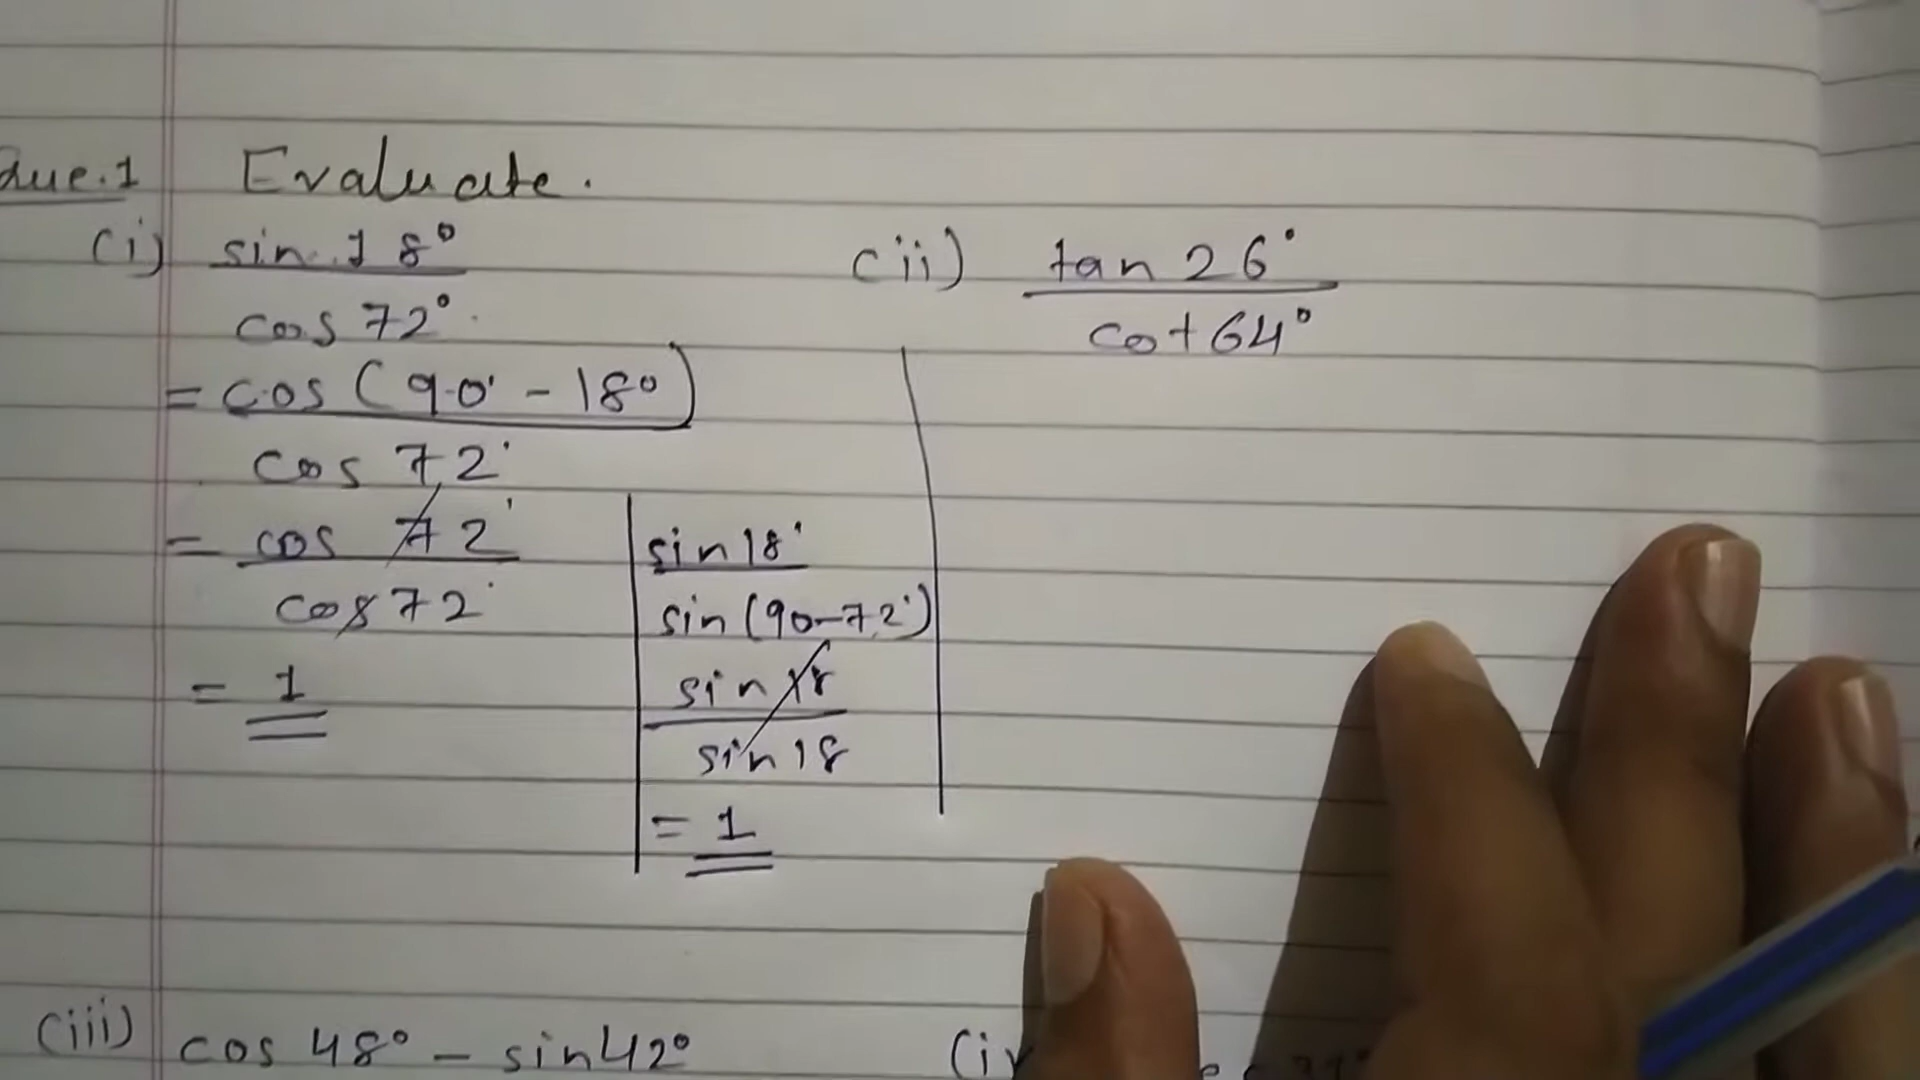 Que.1 Evaluate.
(i) sin 18°
cos 72°
= cos (90° - 18°)
cos 72°
= cos 72°
cos 72°
= 1
sin 18°
sin (90-72°)
sin 18
sin 18
= 1
(ii) tan 26°
cot 64°
(iii) cos 48° - sin 42°
(iv